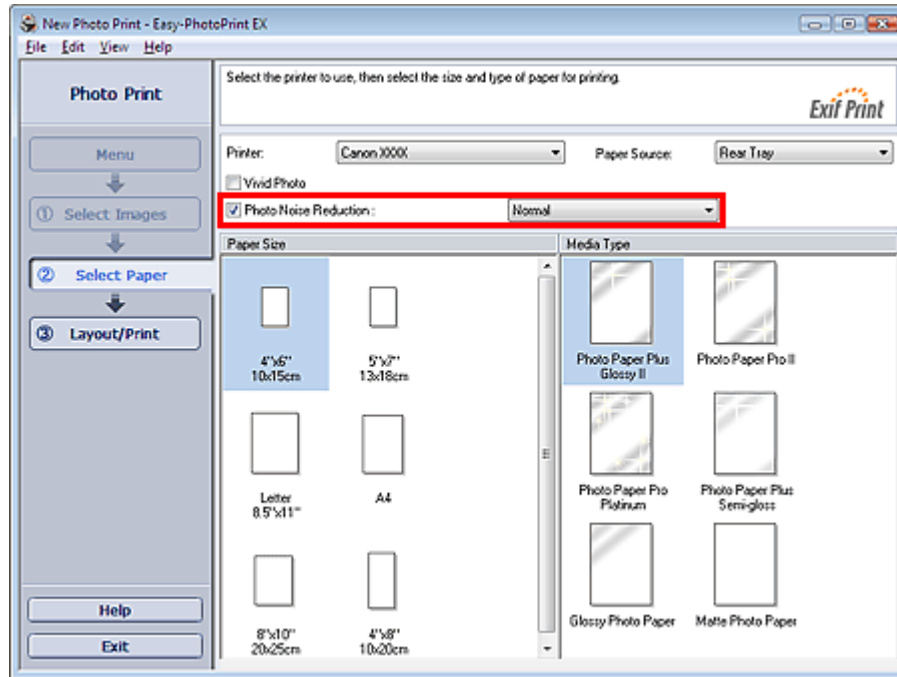 New Photo Print - Easy-PhotoPrint EX
File Edit View Help
Photo Print
Select the printer to use, then select the size and type of paper for printing.
Exif Print
Menu
Printer:
Canon XXXX
Paper Source:
Rear Tray
Vivid Photo
① Select Images
Photo Noise Reduction :
Normal
Paper Size
Media Type
② Select Paper
③ Layout/Print
4"x6"
10x15cm
5"x7"
13x18cm
Photo Paper Plus
Glossy II
Photo Paper Pro II
Letter
8.5"x11"
A4
Photo Paper Pro
Platinum
Photo Paper Plus
Semi-gloss
8"x10"
20x25cm
4"x8"
10x20cm
Glossy Photo Paper
Matte Photo Paper
Help
Exit